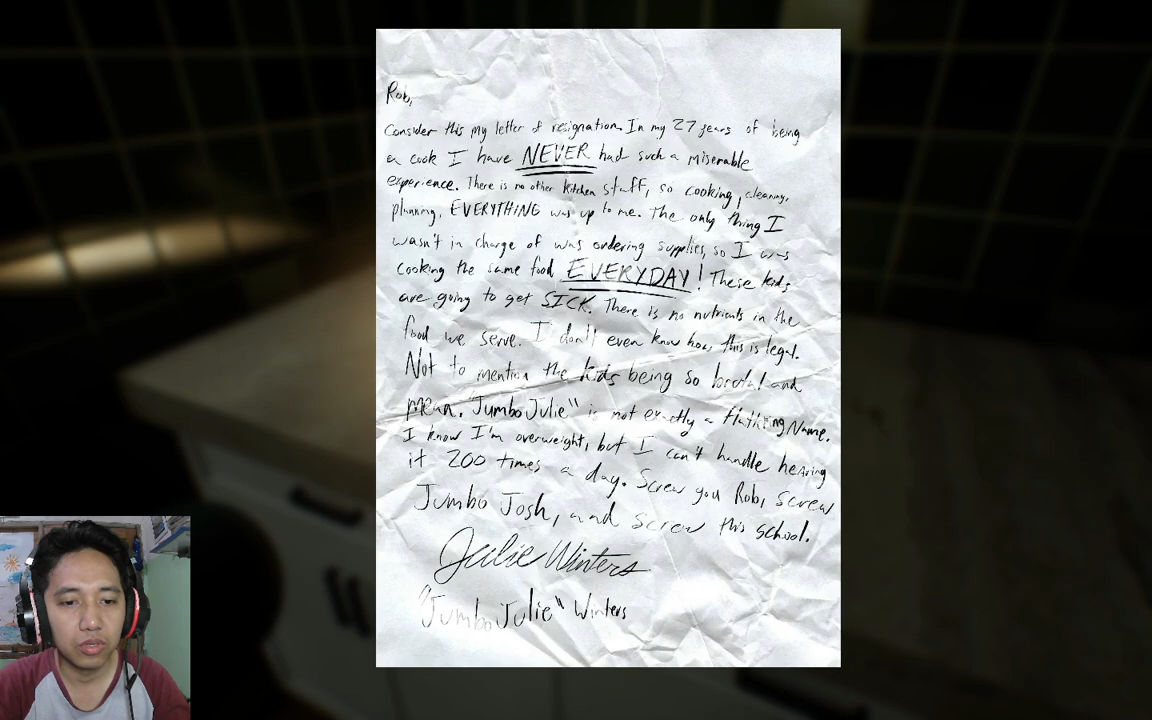 Rob,
Consider this my letter of resignation. In my 27 years of being
a cook I have NEVER had such a miserable
experience. There is no other kitchen staff, so cooking, cleaning,
planning, EVERYTHING was up to me. The only thing I
wasn't in charge of was ordering supplies, so I was
cooking the same food EVERYDAY! These kids
are going to get SICK. There is no nutrients in the
food we serve. I don't even know how this is legal.
Not to mention the kids being so brutal and
mean. "Jumbo Julie" is not exactly a flattering Name.
I know I'm overweight, but I can't handle hearing
it 200 times a day. Screw you Rob, screw
Jumbo Josh, and screw this school.
Julie Winters
"Jumbo Julie" Winters